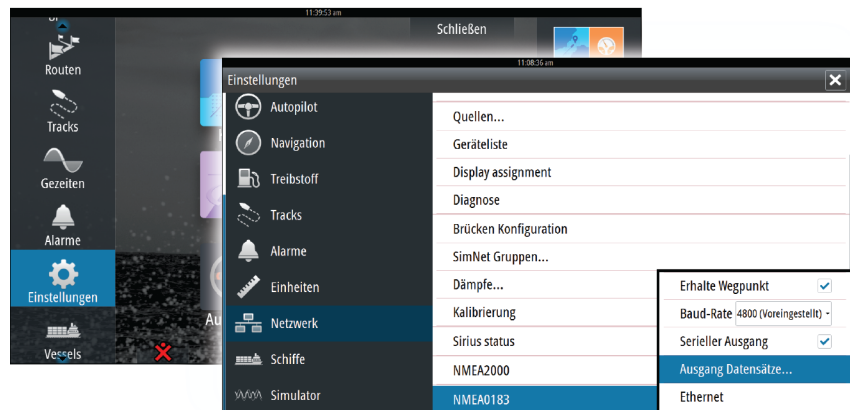 11:39:53 am
Schließen
Routen
Tracks
Gezeiten
Alarme
Einstellungen
Vessels
Au
11:08:36 am
Einstellungen
Autopilot
Navigation
Treibstoff
Tracks
Alarme
Einheiten
Netzwerk
Schiffe
Simulator
Quellen...
Geräteliste
Display assignment
Diagnose
Brücken Konfiguration
SimNet Gruppen...
Dämpfe...
Kalibrierung
Sirius status
NMEA2000
NMEA0183
Erhalte Wegpunkt
Baud-Rate 4800 (Voreingestellt)
Serieller Ausgang
Ausgang Datensätze...
Ethernet